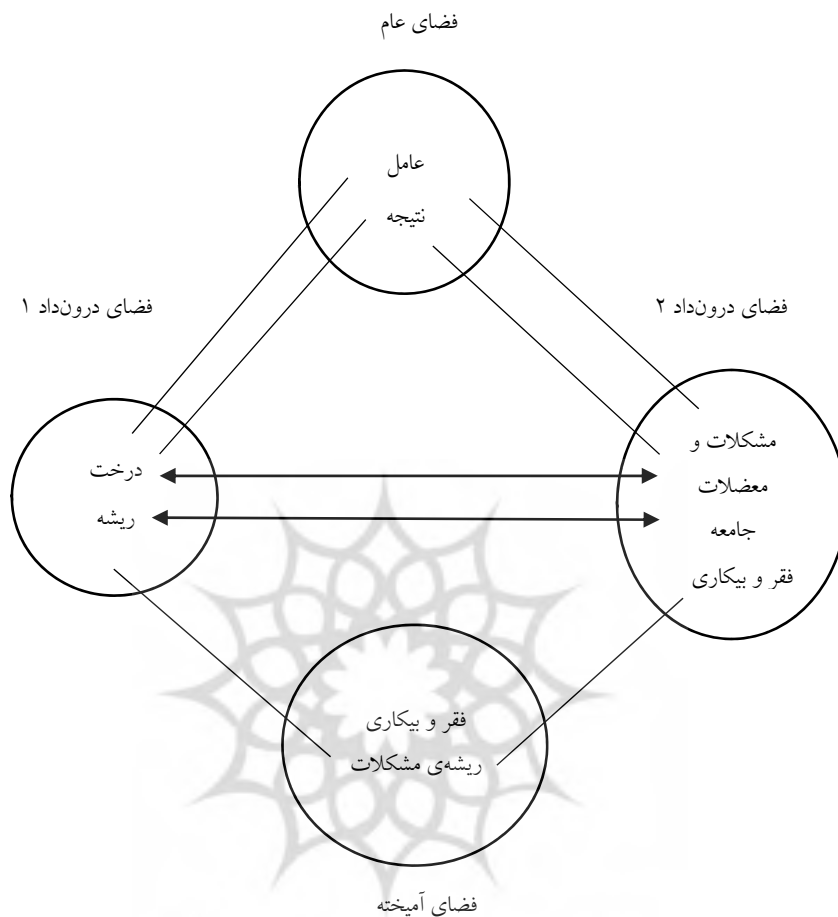 فضای عام
عامل
نتیجه
فضای درون‌داد ۲
فضای درون‌داد ۱
مشکلات و
معضلات
جامعه
فقر و بیکاری
درخت
ریشه
فقر و بیکاری
ریشه‌ی مشکلات
فضای آمیخته